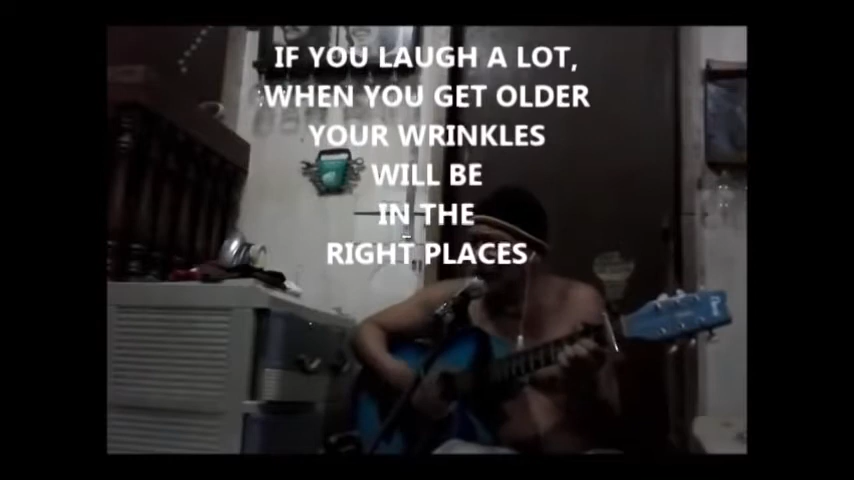 IF YOU LAUGH A LOT,
WHEN YOU GET OLDER
YOUR WRINKLES
WILL BE
IN THE
RIGHT PLACES